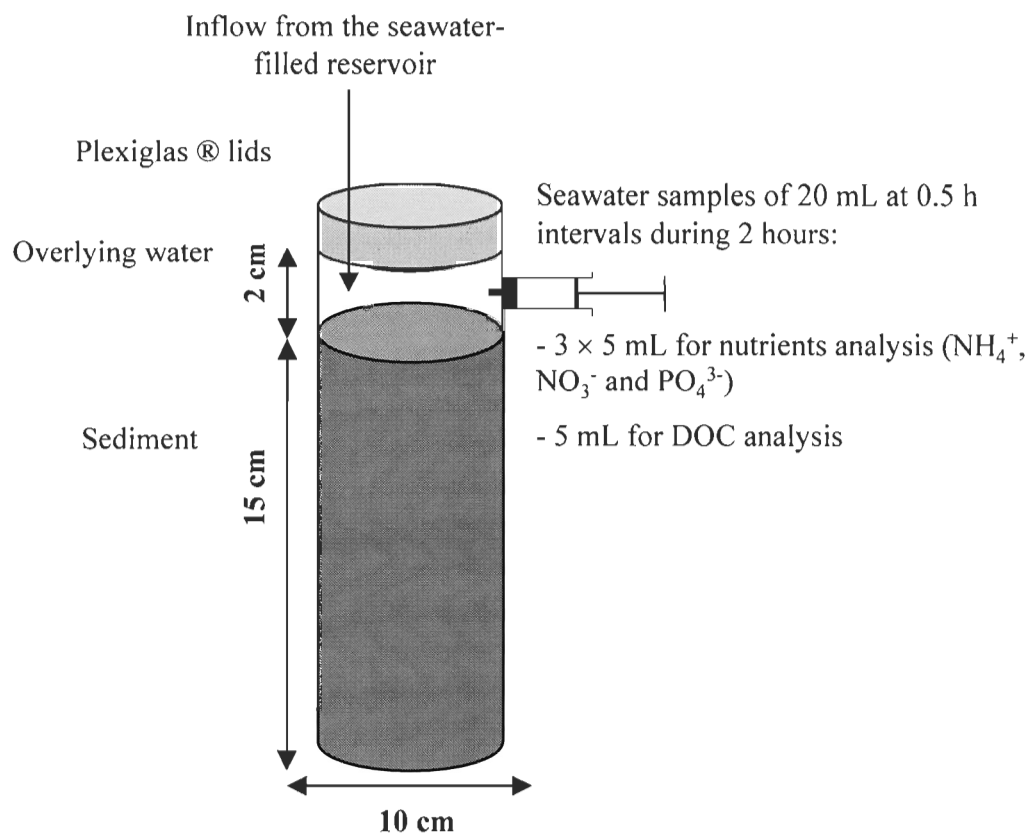 Inflow from the seawater-
filled reservoir
Plexiglas ® lids
Seawater samples of 20 mL at 0.5 h
intervals during 2 hours:
Overlying water
2 cm
- 3 × 5 mL for nutrients analysis (NH₄⁺,
NO₃⁻ and PO₄³⁻)
- 5 mL for DOC analysis
Sediment
15 cm
10 cm